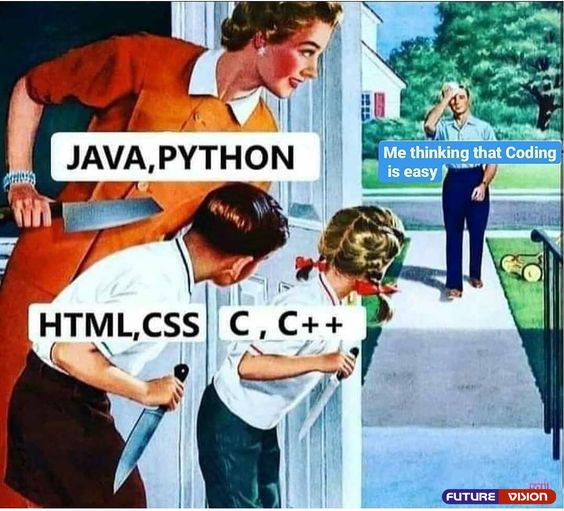 JAVA,PYTHON
Me thinking that Coding
is easy
HTML,CSS
C , C++
FUTURE VISION